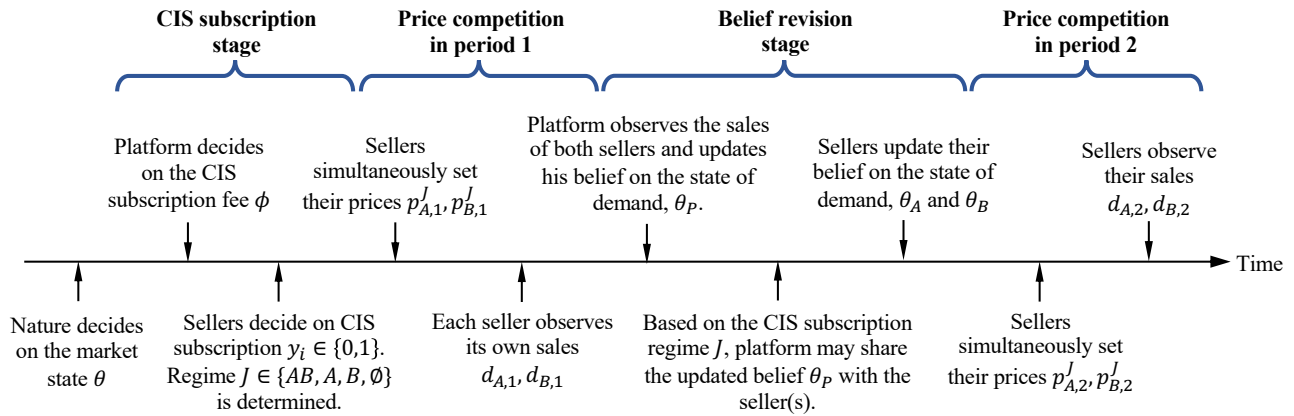 CIS subscription
stage
Price competition
in period 1
Belief revision
stage
Price competition
in period 2
Platform decides
on the CIS
subscription fee ϕ
Sellers
simultaneously set
their prices p^J_{A,1}, p^J_{B,1}
Platform observes the sales
of both sellers and updates
his belief on the state of
demand, θ_P.
Sellers update their
belief on the state of
demand, θ_A and θ_B
Sellers observe
their sales
d_{A,2}, d_{B,2}
Time
Nature decides
on the market
state θ
Sellers decide on CIS
subscription y_i ∈ {0,1}.
Regime J ∈ {AB, A, B, ∅}
is determined.
Each seller observes
its own sales
d_{A,1}, d_{B,1}
Based on the CIS subscription
regime J, platform may share
the updated belief θ_P with the
seller(s).
Sellers
simultaneously set
their prices p^J_{A,2}, p^J_{B,2}